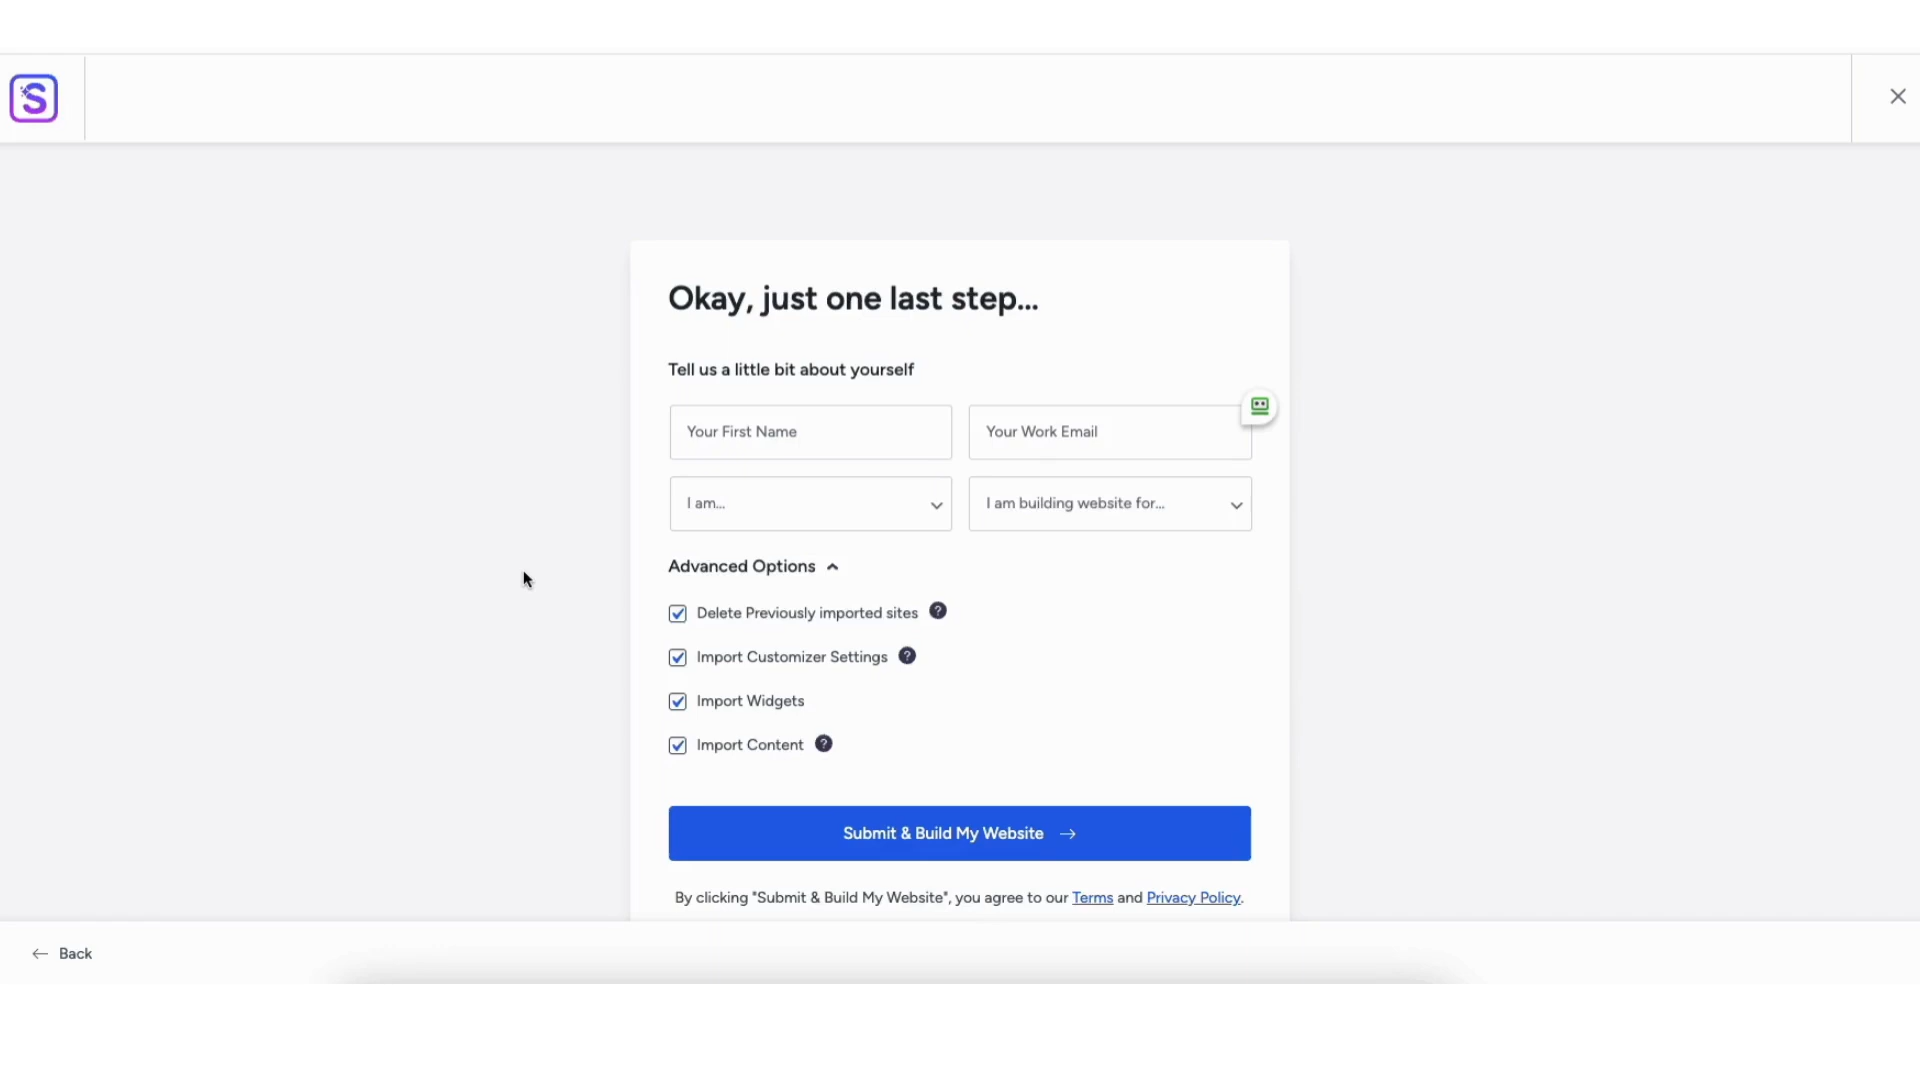 S
Okay, just one last step...
Tell us a little bit about yourself
Your First Name
Your Work Email
I am...
I am building website for...
Advanced Options
Delete Previously imported sites ?
Import Customizer Settings ?
Import Widgets
Import Content ?
Submit & Build My Website →
By clicking "Submit & Build My Website", you agree to our Terms and Privacy Policy.
← Back